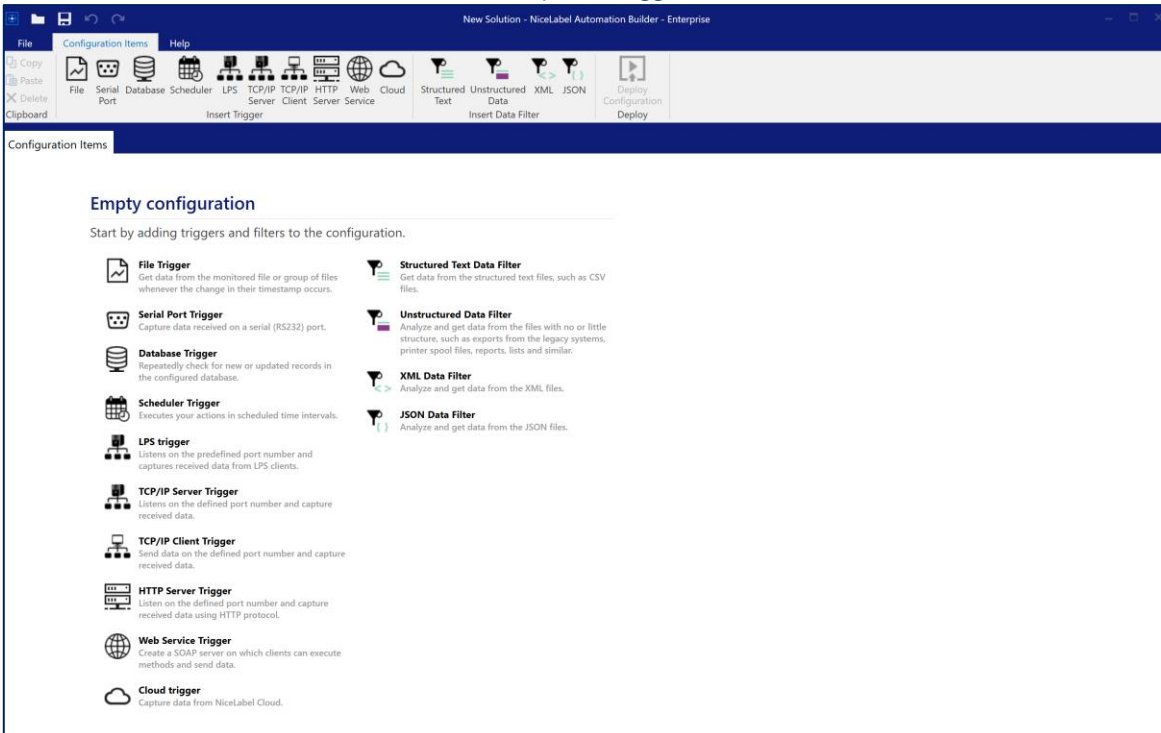 New Solution - NiceLabel Automation Builder - Enterprise
File Configuration Items Help
Copy
Paste
Delete
Clipboard
File Serial Port Database Scheduler LPS TCP/IP Server TCP/IP Client HTTP Server Web Service Cloud
Insert Trigger
Structured Text Unstructured Data XML JSON
Insert Data Filter
Deploy Configuration
Deploy
Configuration Items
Empty configuration
Start by adding triggers and filters to the configuration.
File Trigger
Get data from the monitored file or group of files
whenever the change in their timestamp occurs.
Serial Port Trigger
Capture data received on a serial (RS232) port.
Database Trigger
Repeatedly check for new or updated records in
the configured database.
Scheduler Trigger
Executes your actions in scheduled time intervals.
LPS trigger
Listens on the predefined port number and
captures received data from LPS clients.
TCP/IP Server Trigger
Listens on the defined port number and capture
received data.
TCP/IP Client Trigger
Send data on the defined port number and capture
received data.
HTTP Server Trigger
Listen on the defined port number and capture
received data using HTTP protocol.
Web Service Trigger
Create a SOAP server on which clients can execute
methods and send data.
Cloud trigger
Capture data from NiceLabel Cloud.
Structured Text Data Filter
Get data from the structured text files, such as CSV
files.
Unstructured Data Filter
Analyze and get data from the files with no or little
structure, such as exports from the legacy systems,
printer spool files, reports, lists and similar.
XML Data Filter
Analyze and get data from the XML files.
JSON Data Filter
Analyze and get data from the JSON files.